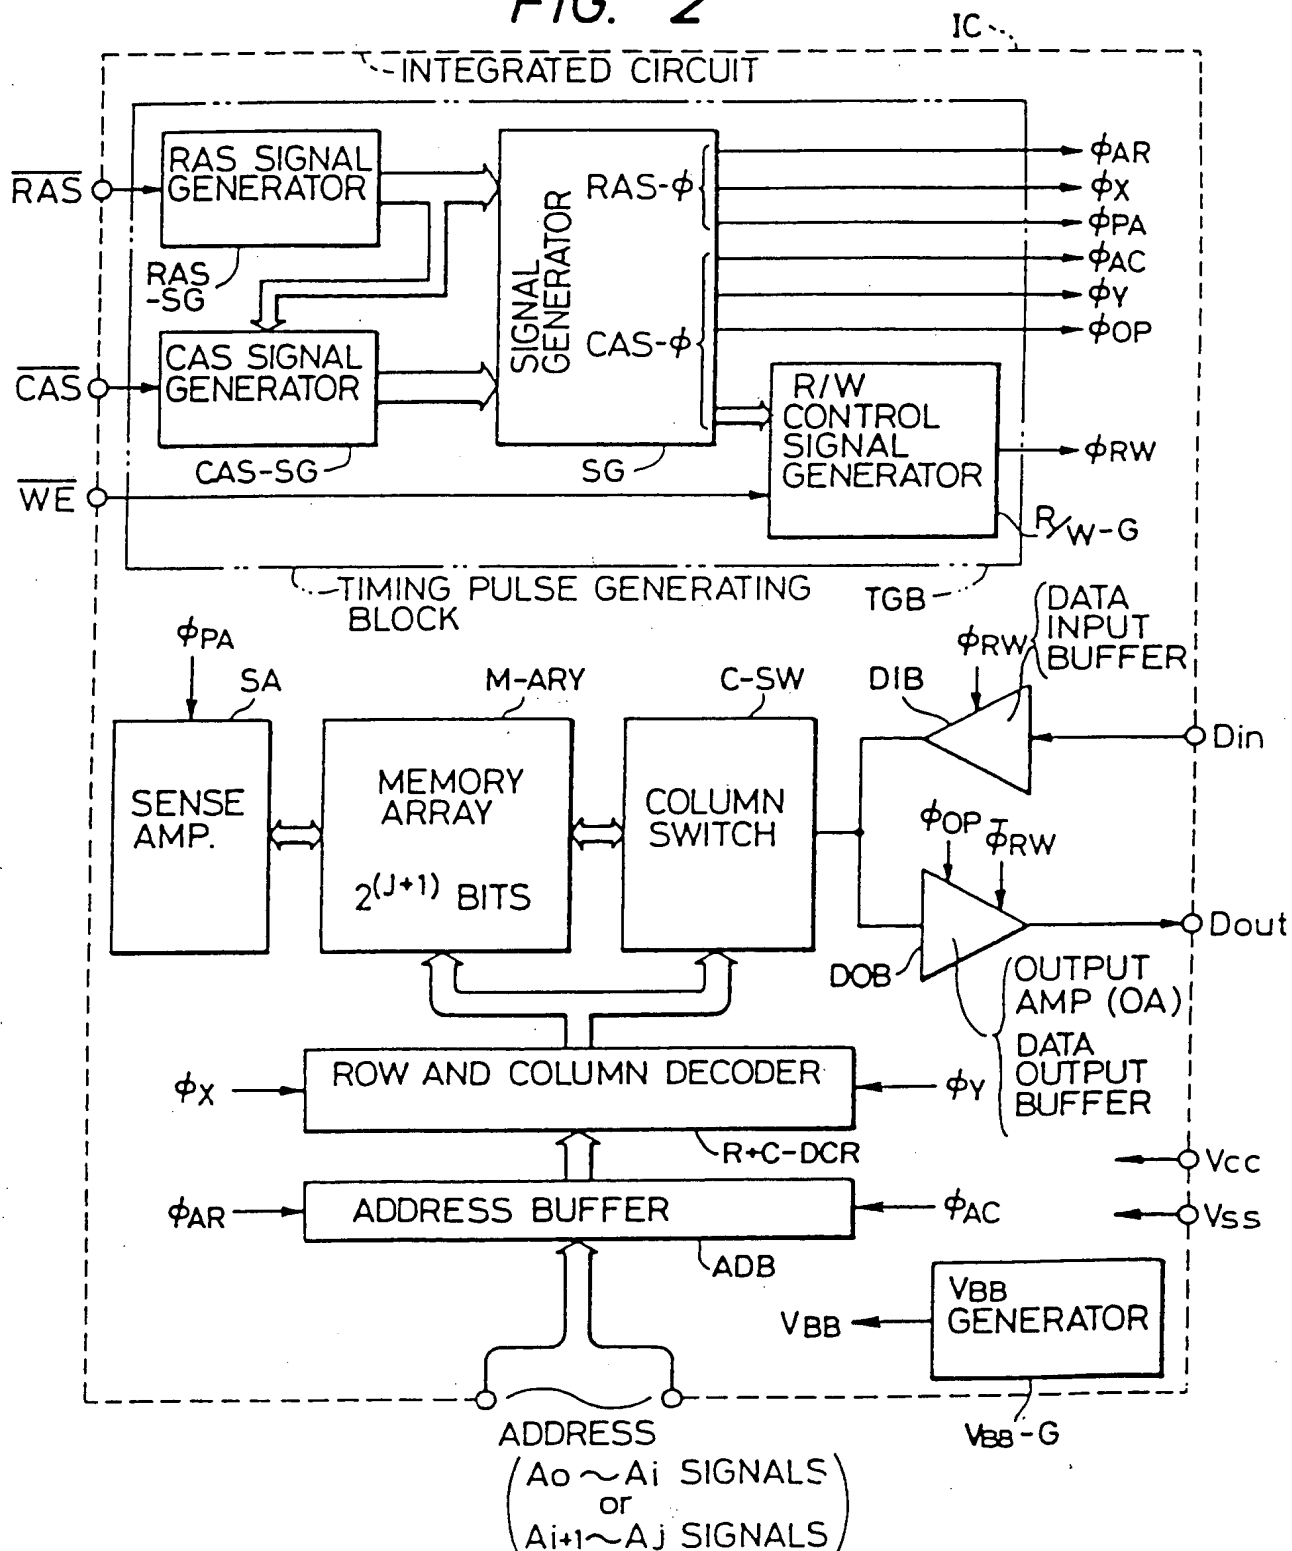 FIG. 2
IC
INTEGRATED CIRCUIT
RAS SIGNAL
GENERATOR
R̅A̅S̅
RAS
-SG
SIGNAL
GENERATOR
RAS-ϕ
CAS-ϕ
ϕAR
ϕX
ϕPA
ϕAC
ϕY
ϕOP
CAS SIGNAL
GENERATOR
C̅A̅S̅
CAS-SG
SG
R/W
CONTROL
SIGNAL
GENERATOR
ϕRW
W̅E̅
R/W-G
TIMING PULSE GENERATING
BLOCK
TGB
DATA
INPUT
BUFFER
ϕPA
SA
M-ARY
C-SW
DIB
ϕRW
Din
SENSE
AMP.
MEMORY
ARRAY
2(J+1) BITS
COLUMN
SWITCH
ϕOP
ϕ̅RW
Dout
DOB
OUTPUT
AMP (OA)
DATA
OUTPUT
BUFFER
ROW AND COLUMN DECODER
ϕX
ϕY
R+C-DCR
Vcc
ADDRESS BUFFER
ϕAR
ϕAC
Vss
ADB
VBB
GENERATOR
VBB
VBB-G
ADDRESS
(Ao~Ai SIGNALS
or
Ai+1~Aj SIGNALS)